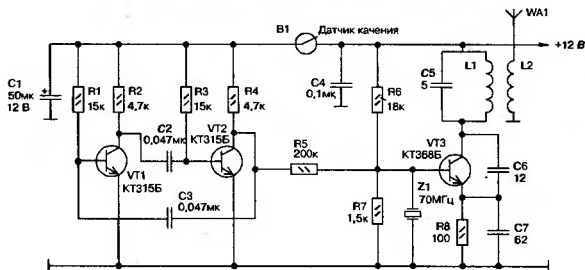 WA1
B1
Датчик качения
+12 В
C1
50мк
12 В
R1
15к
R2
4,7к
R3
15к
R4
4,7к
C4
0,1мк
R6
18к
C5
5
L1
L2
C2
0,047мк
VT1
КТ315Б
VT2
КТ315Б
C3
0,047мк
R5
200к
VT3
КТ368Б
Z1
70МГц
R7
1,5к
R8
100
C6
12
C7
62